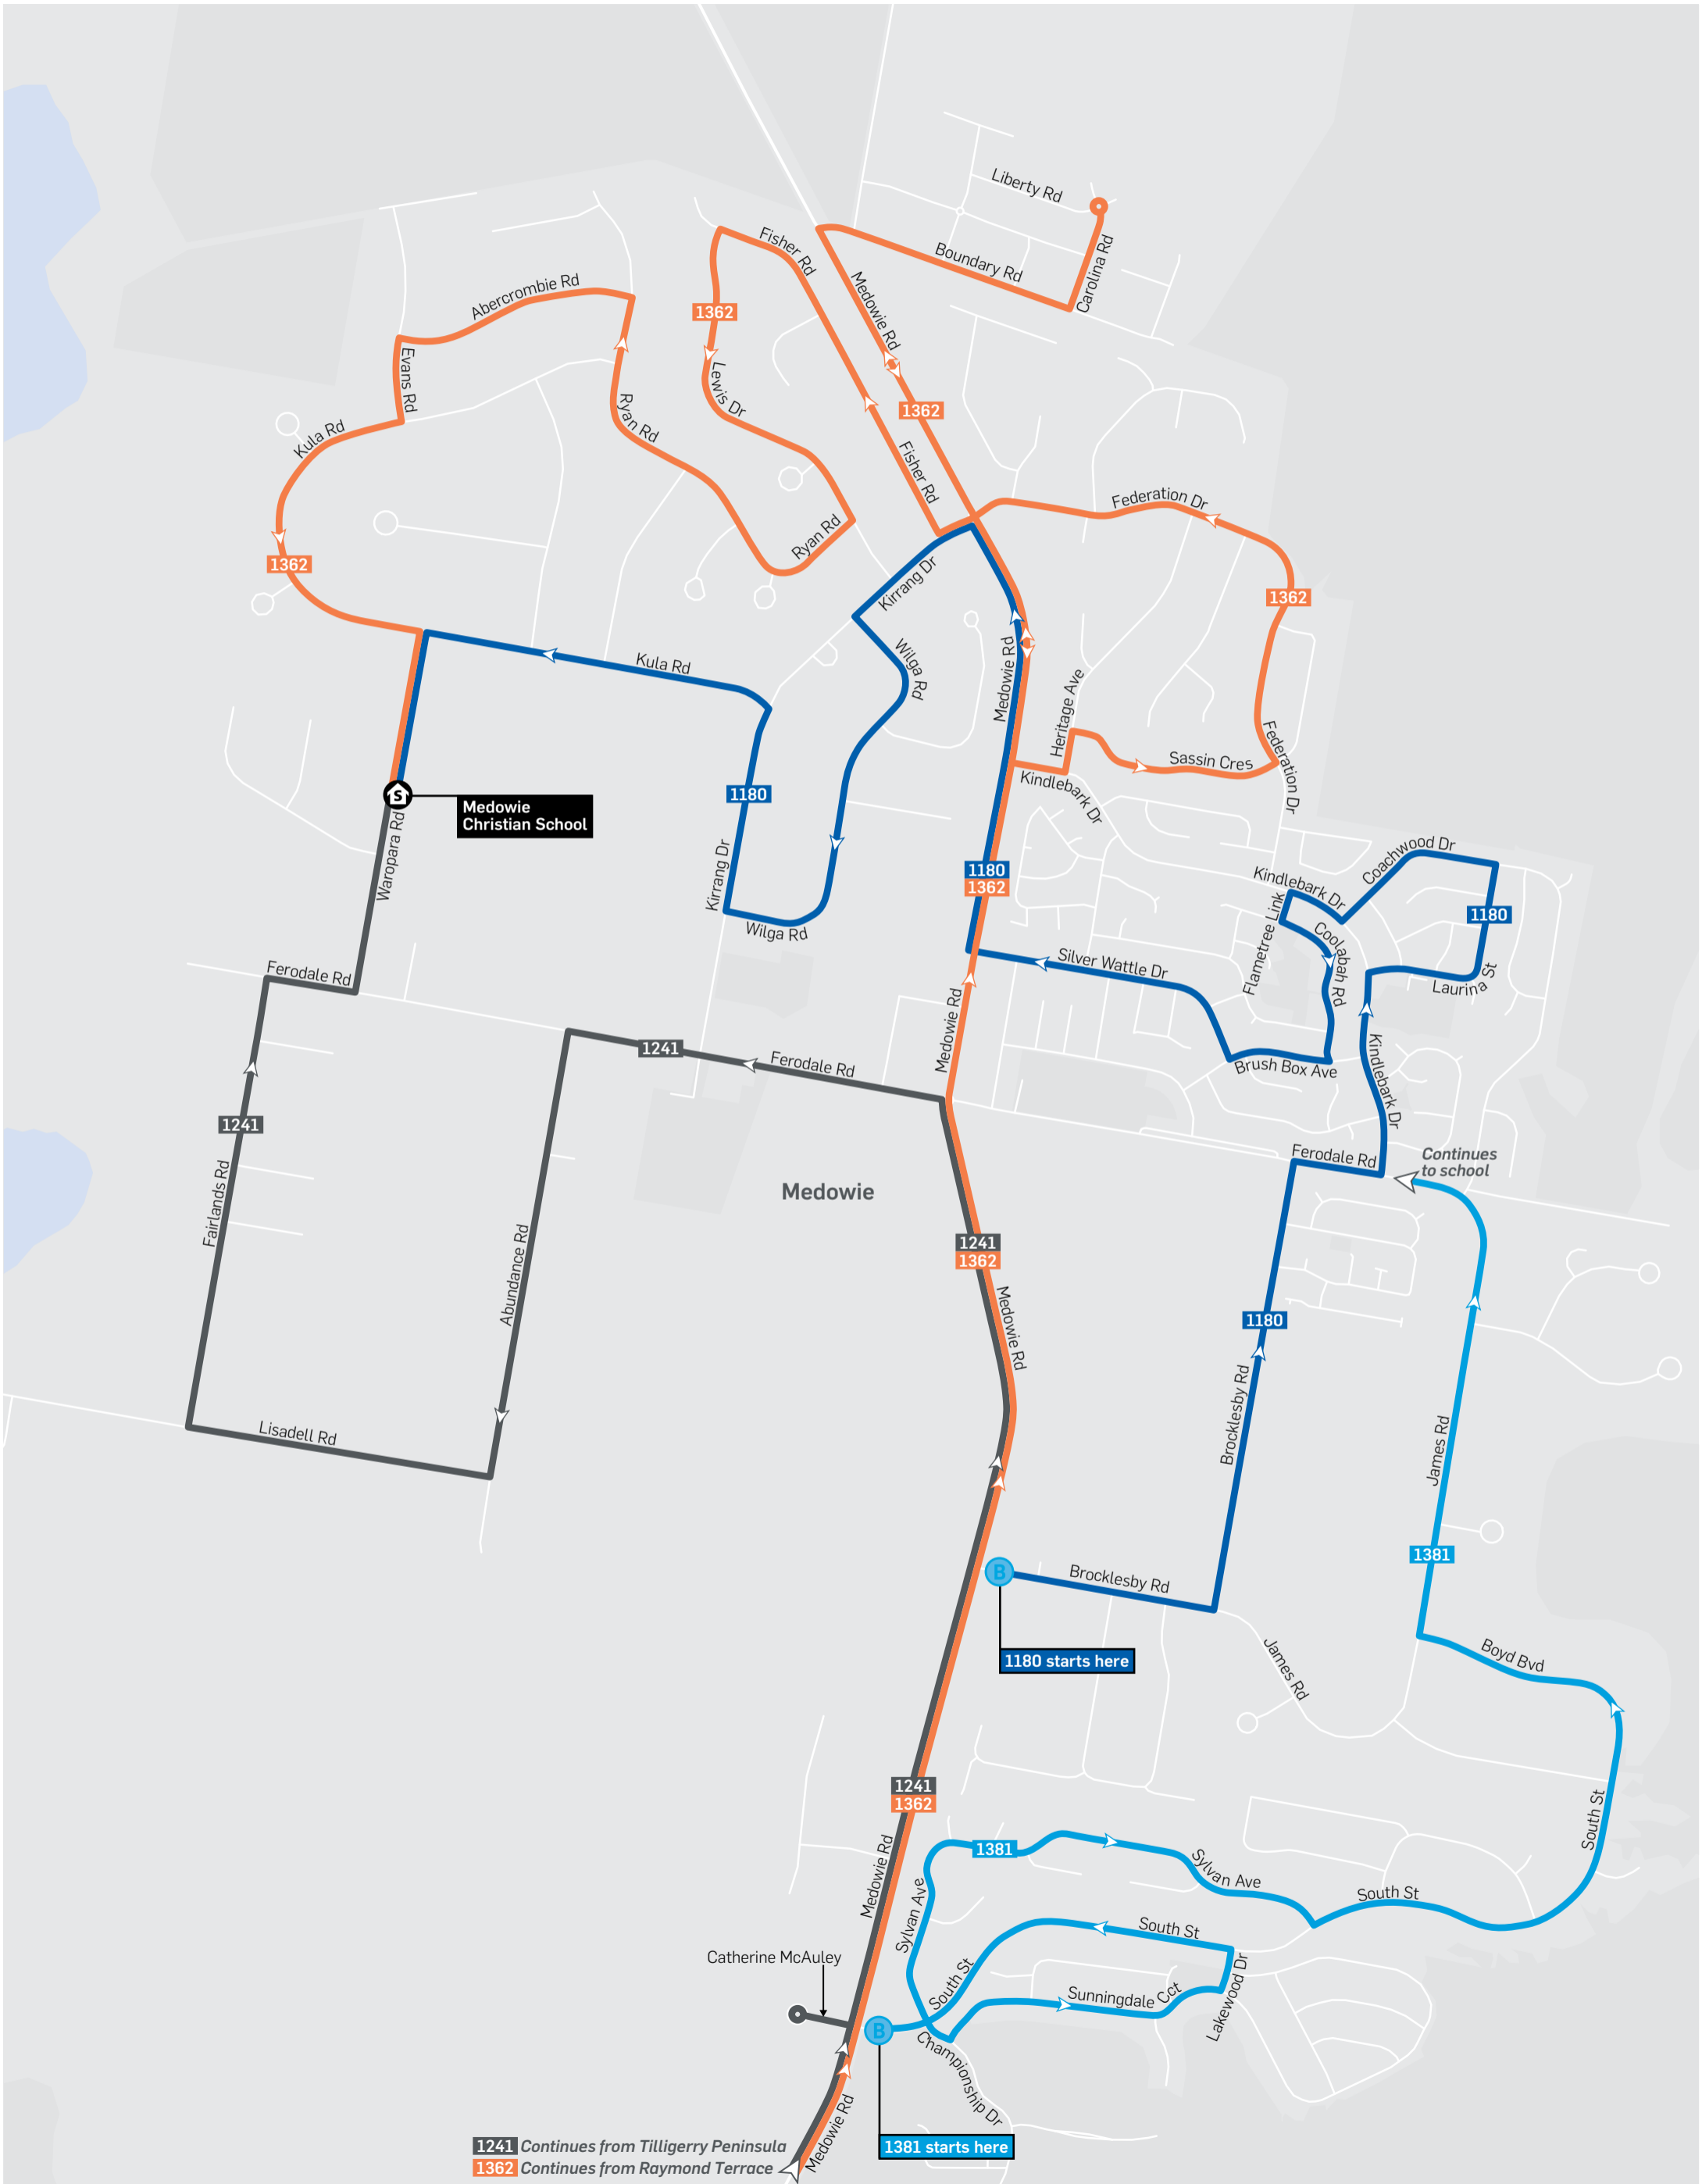 Liberty Rd
Fisher Rd
Boundary Rd
Carolina Rd
Medowie Rd
Abercrombie Rd
1362
Evans Rd
Lewis Dr
1362
Ryan Rd
Kula Rd
Fisher Rd
Federation Dr
Ryan Rd
1362
Kirrang Dr
1362
Wilga Rd
Medowie Rd
Kula Rd
Heritage Ave
Federation Dr
Sassin Cres
Kindlebark Dr
1180
S
Medowie
Christian School
Waropara Rd
Kirrang Dr
Wilga Rd
1180
1362
Coachwood Dr
Kindlebark Dr
Flametree Link
Coolabah Rd
1180
Laurina St
Silver Wattle Dr
Ferodale Rd
Medowie Rd
1241
Ferodale Rd
Brush Box Ave
Kindlebark Dr
1241
Ferodale Rd
Continues
to school
Fairlands Rd
Medowie
Abundance Rd
1241
1362
Medowie Rd
1180
Brocklesby Rd
James Rd
Lisadell Rd
1381
B
Brocklesby Rd
1180 starts here
James Rd
Boyd Bvd
1241
1362
South St
Medowie Rd
1381
Sylvan Ave
Sylvan Ave
South St
South St
South St
Catherine McAuley
Sunningdale Cct
Lakewood Dr
B
Championship Dr
Medowie Rd
1381 starts here
1241 Continues from Tilligerry Peninsula
1362 Continues from Raymond Terrace